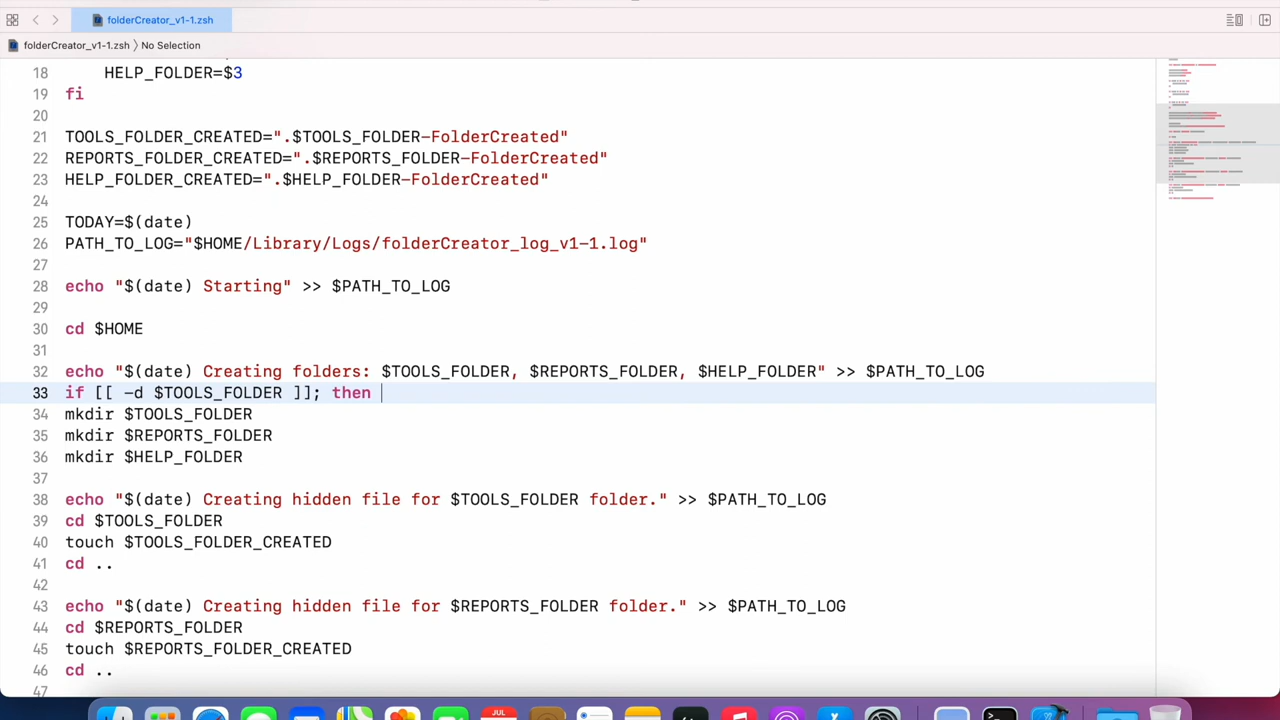 folderCreator_v1-1.zsh
folderCreator_v1-1.zsh No Selection
18 HELP_FOLDER=$3
19 fi
20
21 TOOLS_FOLDER_CREATED=".$TOOLS_FOLDER-FolderCreated"
22 REPORTS_FOLDER_CREATED=".$REPORTS_FOLDER-FolderCreated"
23 HELP_FOLDER_CREATED=".$HELP_FOLDER-FolderCreated"
24
25 TODAY=$(date)
26 PATH_TO_LOG="$HOME/Library/Logs/folderCreator_log_v1-1.log"
27
28 echo "$(date) Starting" >> $PATH_TO_LOG
29
30 cd $HOME
31
32 echo "$(date) Creating folders: $TOOLS_FOLDER, $REPORTS_FOLDER, $HELP_FOLDER" >> $PATH_TO_LOG
33 if [[ -d $TOOLS_FOLDER ]]; then
34 mkdir $TOOLS_FOLDER
35 mkdir $REPORTS_FOLDER
36 mkdir $HELP_FOLDER
37
38 echo "$(date) Creating hidden file for $TOOLS_FOLDER folder." >> $PATH_TO_LOG
39 cd $TOOLS_FOLDER
40 touch $TOOLS_FOLDER_CREATED
41 cd ..
42
43 echo "$(date) Creating hidden file for $REPORTS_FOLDER folder." >> $PATH_TO_LOG
44 cd $REPORTS_FOLDER
45 touch $REPORTS_FOLDER_CREATED
46 cd ..
47
JUL